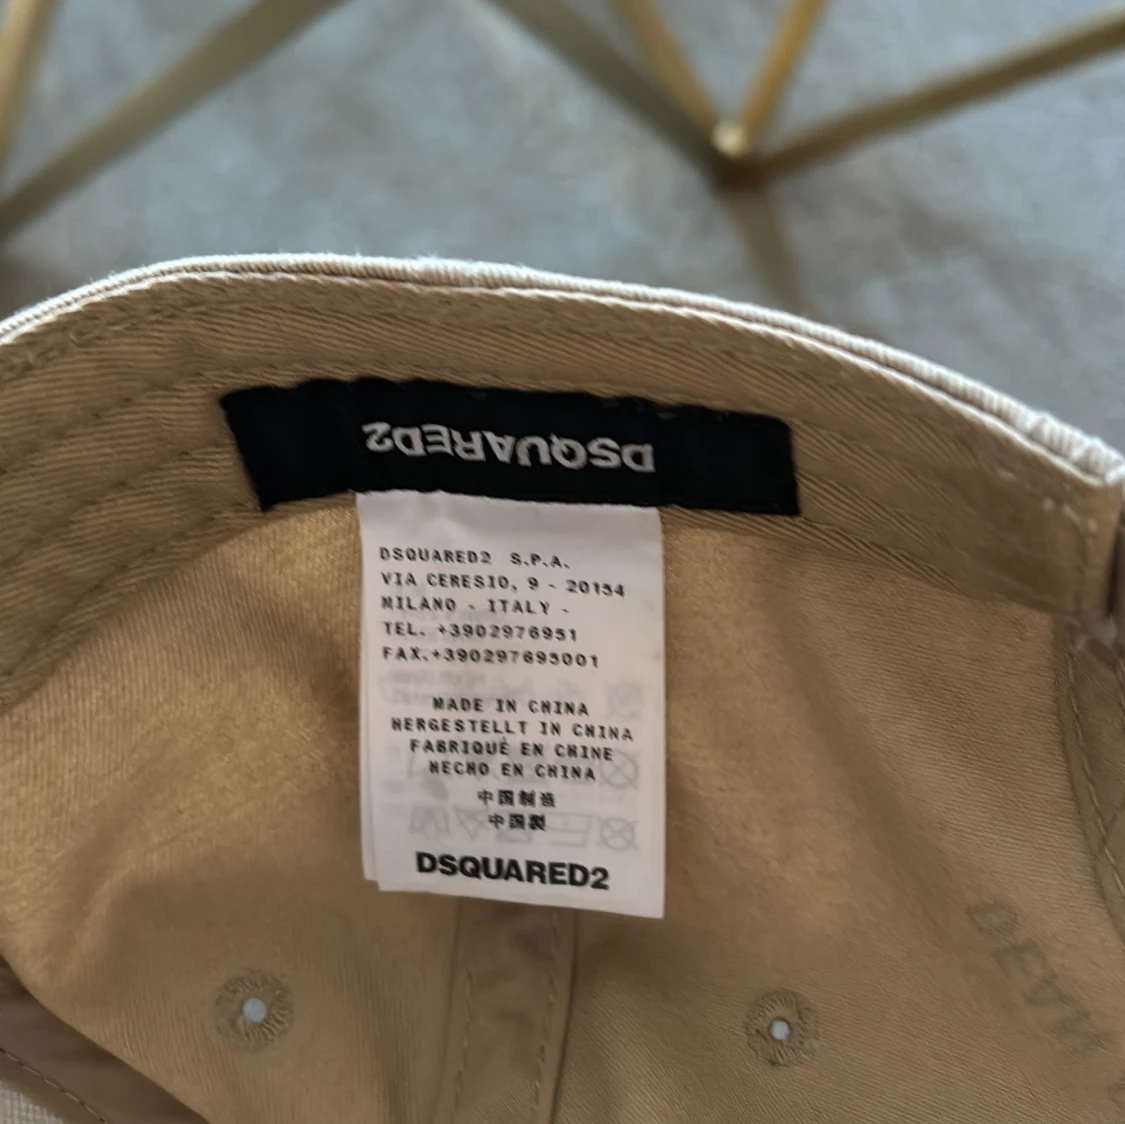 DSQUARED2
DSQUARED2 S.P.A.
VIA CERESIO, 9 - 20154
MILANO - ITALY -
TEL. +3902976951
FAX.+390297695001
MADE IN CHINA
HERGESTELLT IN CHINA
FABRIQUÉ EN CHINE
HECHO EN CHINA
中国制造
中国製
DSQUARED2